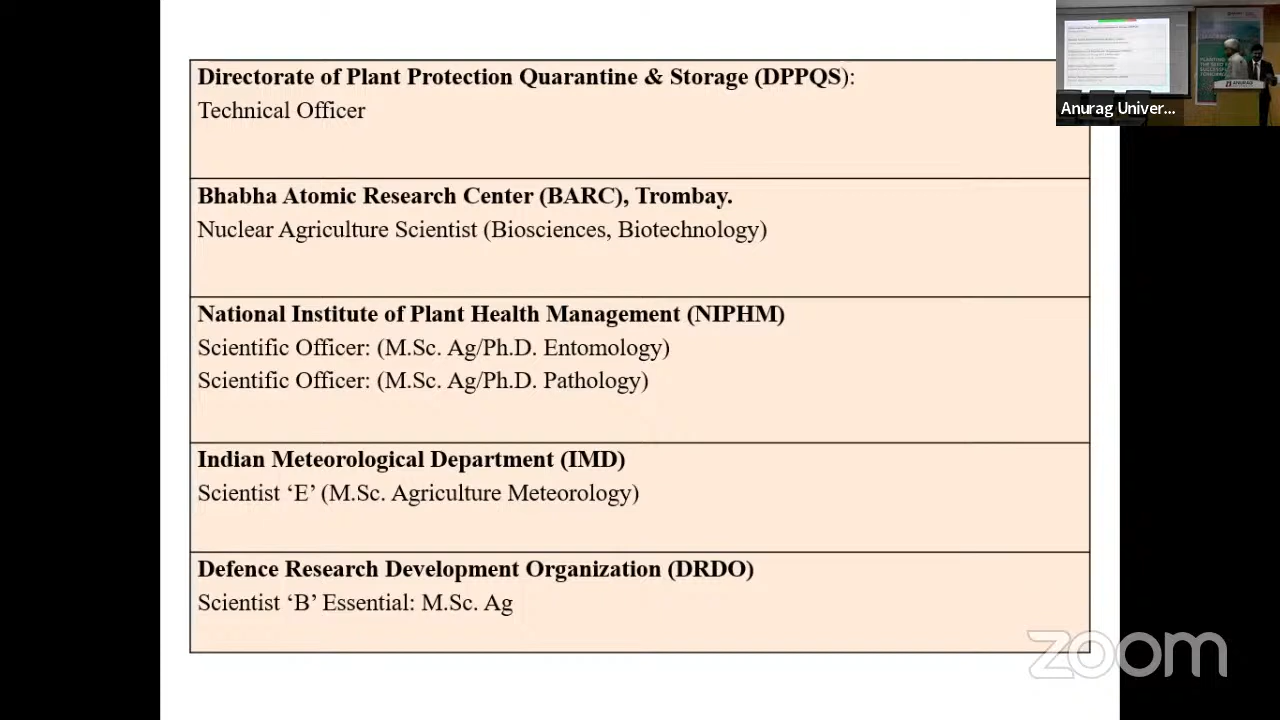 Directorate of Plant Protection Quarantine & Storage (DPPQS):
Technical Officer
Bhabha Atomic Research Center (BARC), Trombay.
Nuclear Agriculture Scientist (Biosciences, Biotechnology)
National Institute of Plant Health Management (NIPHM)
Scientific Officer: (M.Sc. Ag/Ph.D. Entomology)
Scientific Officer: (M.Sc. Ag/Ph.D. Pathology)
Indian Meteorological Department (IMD)
Scientist ‘E’ (M.Sc. Agriculture Meteorology)
Defence Research Development Organization (DRDO)
Scientist ‘B’ Essential: M.Sc. Ag
Anurag Univer...
zoom